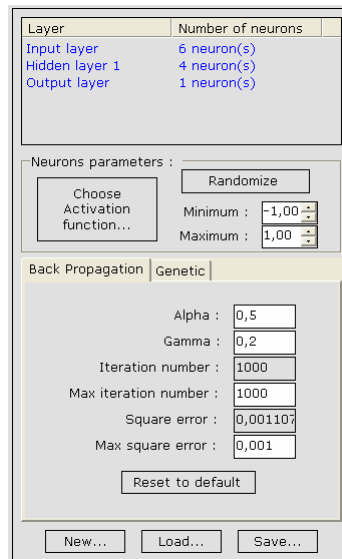 Layer Number of neurons
Input layer 6 neuron(s)
Hidden layer 1 4 neuron(s)
Output layer 1 neuron(s)
Neurons parameters :
Choose
Activation
function...
Randomize
Minimum : -1,00
Maximum : 1,00
Back Propagation Genetic
Alpha : 0,5
Gamma : 0,2
Iteration number : 1000
Max iteration number : 1000
Square error : 0,001107
Max square error : 0,001
Reset to default
New... Load... Save...